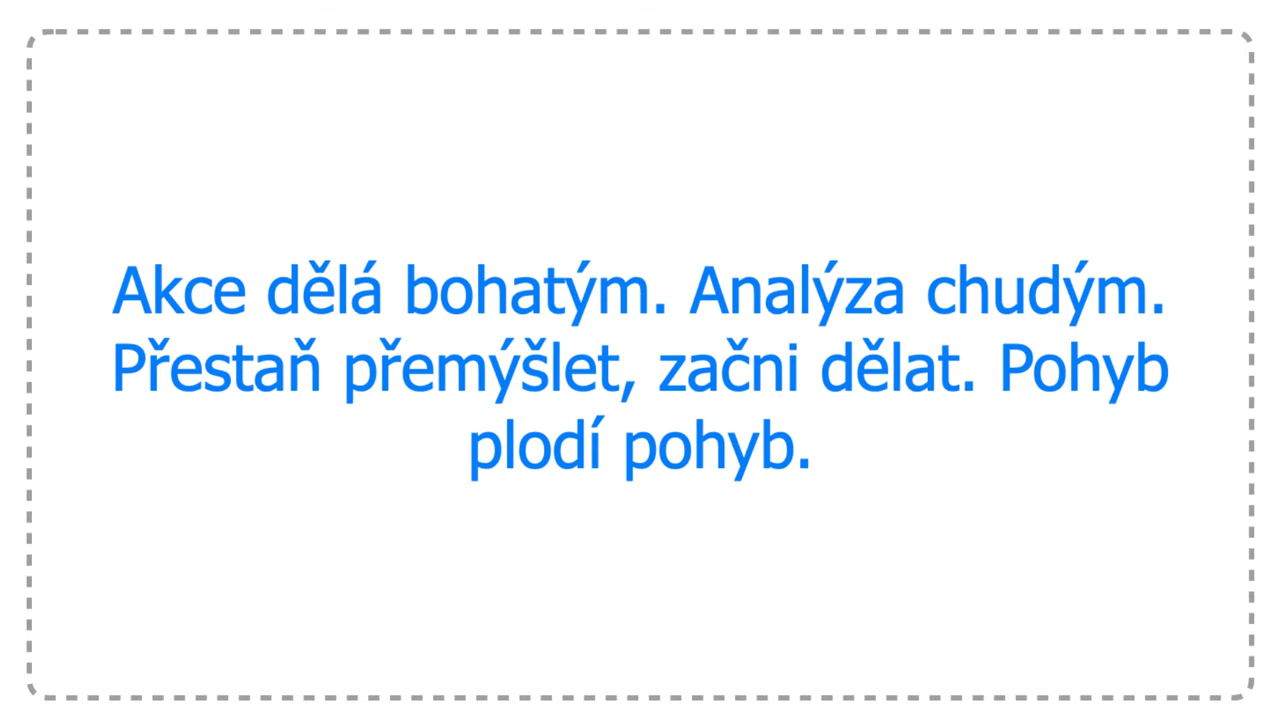 Akce dělá bohatým. Analýza chudým.
Přestaň přemýšlet, začni dělat. Pohyb
plodí pohyb.